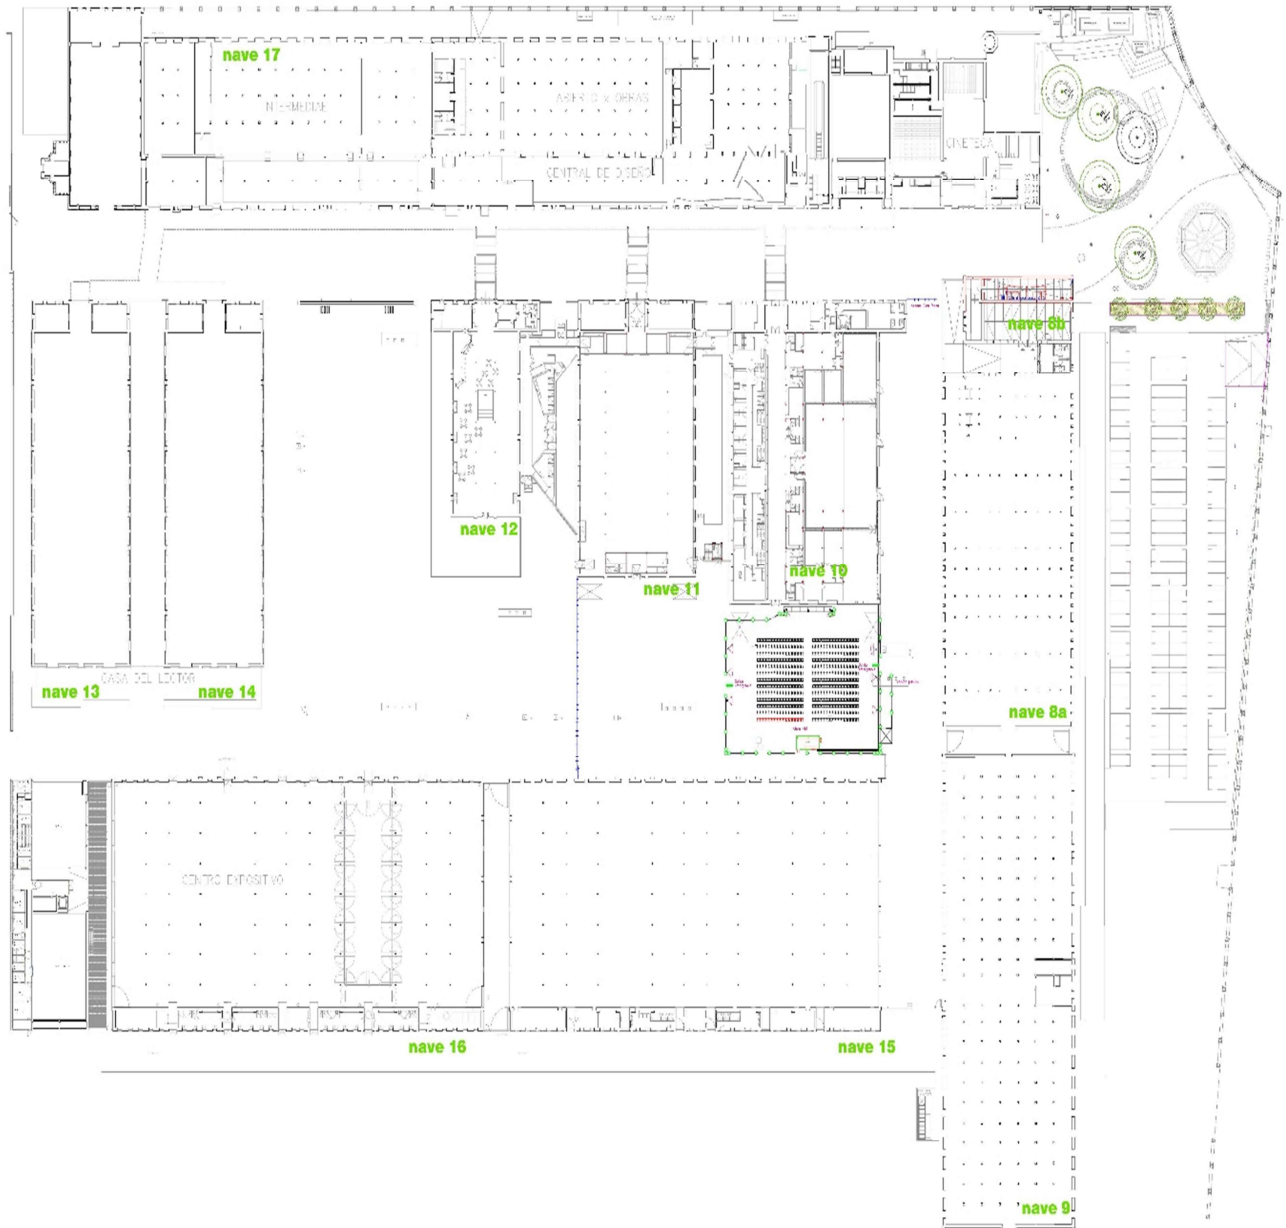 nave 17
INTERMEDIAE
ABIERTO x OBRAS
CINETECA
CENTRAL DE DISEÑO
nave 8b
nave 12
nave 10
nave 11
CASA DEL LECTOR
nave 13
nave 14
nave 8a
CENTRO EXPOSITIVO
nave 16
nave 15
nave 9